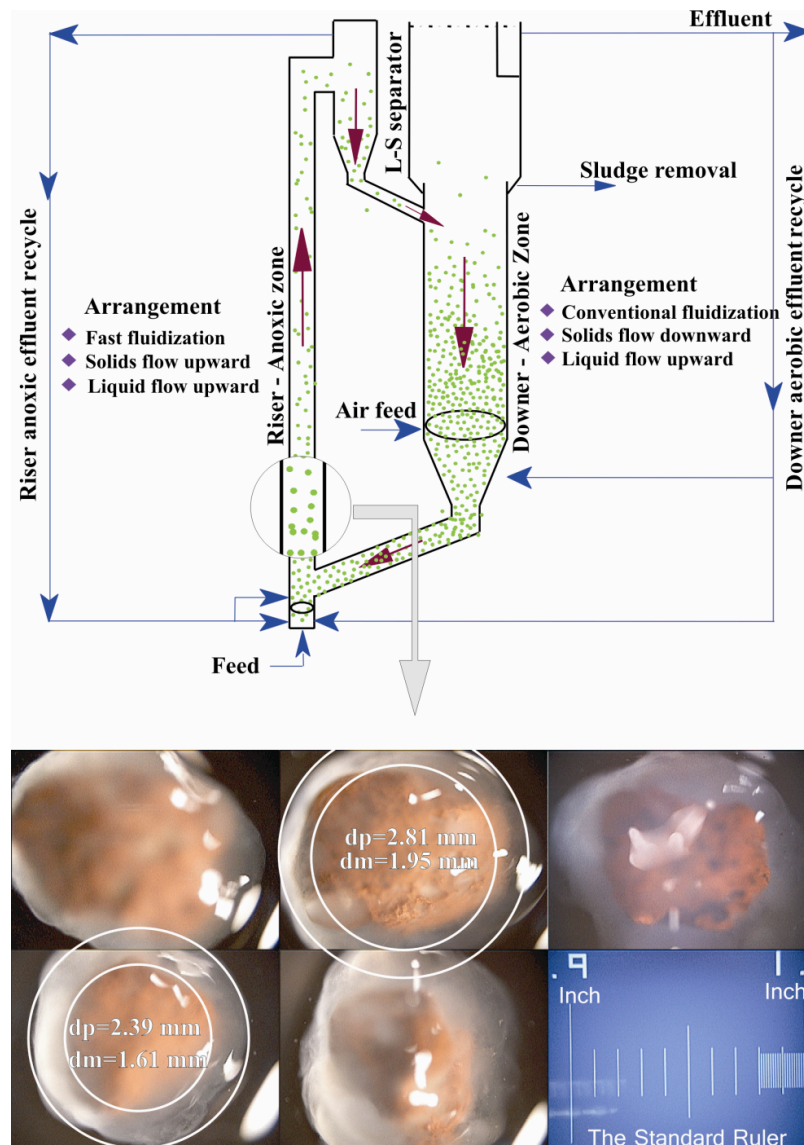 Effluent
L-S separator
Sludge removal
Riser anoxic effluent recycle
Riser - Anoxic zone
Downer - Aerobic Zone
Downer aerobic effluent recycle
Arrangement
Fast fluidization
Solids flow upward
Liquid flow upward
Arrangement
Conventional fluidization
Solids flow downward
Liquid flow upward
Air feed
Feed
dp=2.81 mm
dm=1.95 mm
dp=2.39 mm
dm=1.61 mm
.9
1.
Inch
Inch
The Standard Ruler